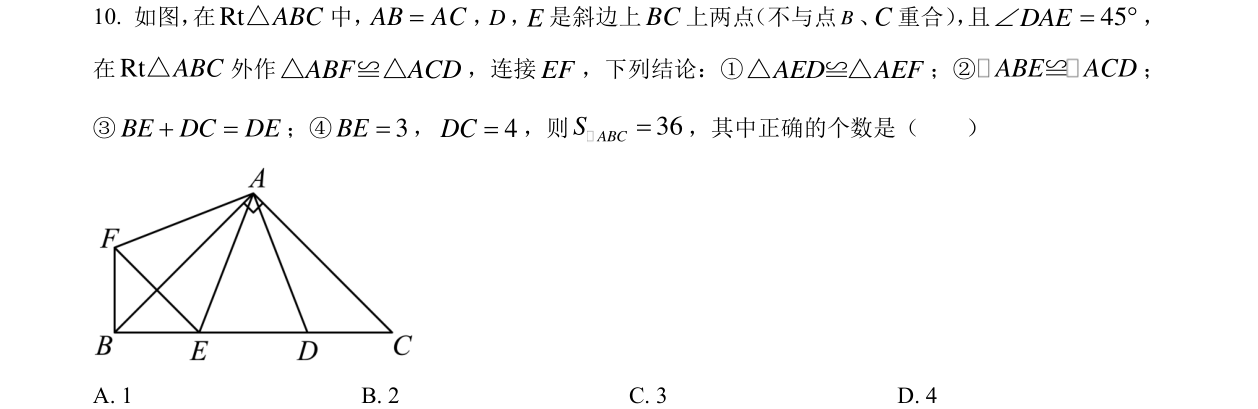 10. 如图,在Rt△ABC中,AB=AC,D,E是斜边上BC上两点(不与点B、C重合),且∠DAE=45°,
在Rt△ABC外作△ABF≌△ACD,连接EF,下列结论:①△AED≌△AEF;②□ABE≌□ACD;
③BE+DC=DE;④BE=3,DC=4,则S□ABC=36,其中正确的个数是(  )
A
F
B
E
D
C
A. 1 B. 2 C. 3 D. 4